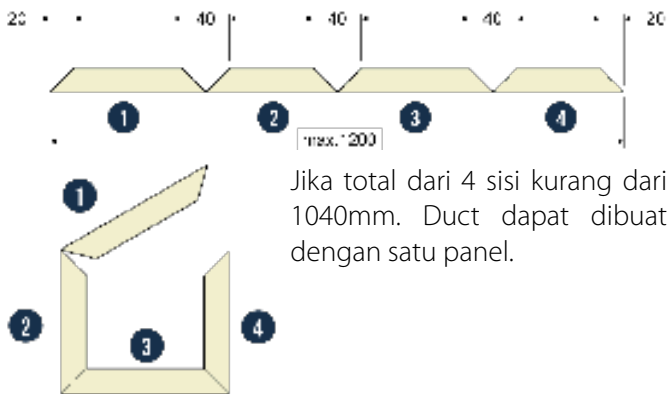 20 40 40 40 20
1 2 3 4
max. 1200
1
Jika total dari 4 sisi kurang dari
1040mm. Duct dapat dibuat
dengan satu panel.
2 3 4